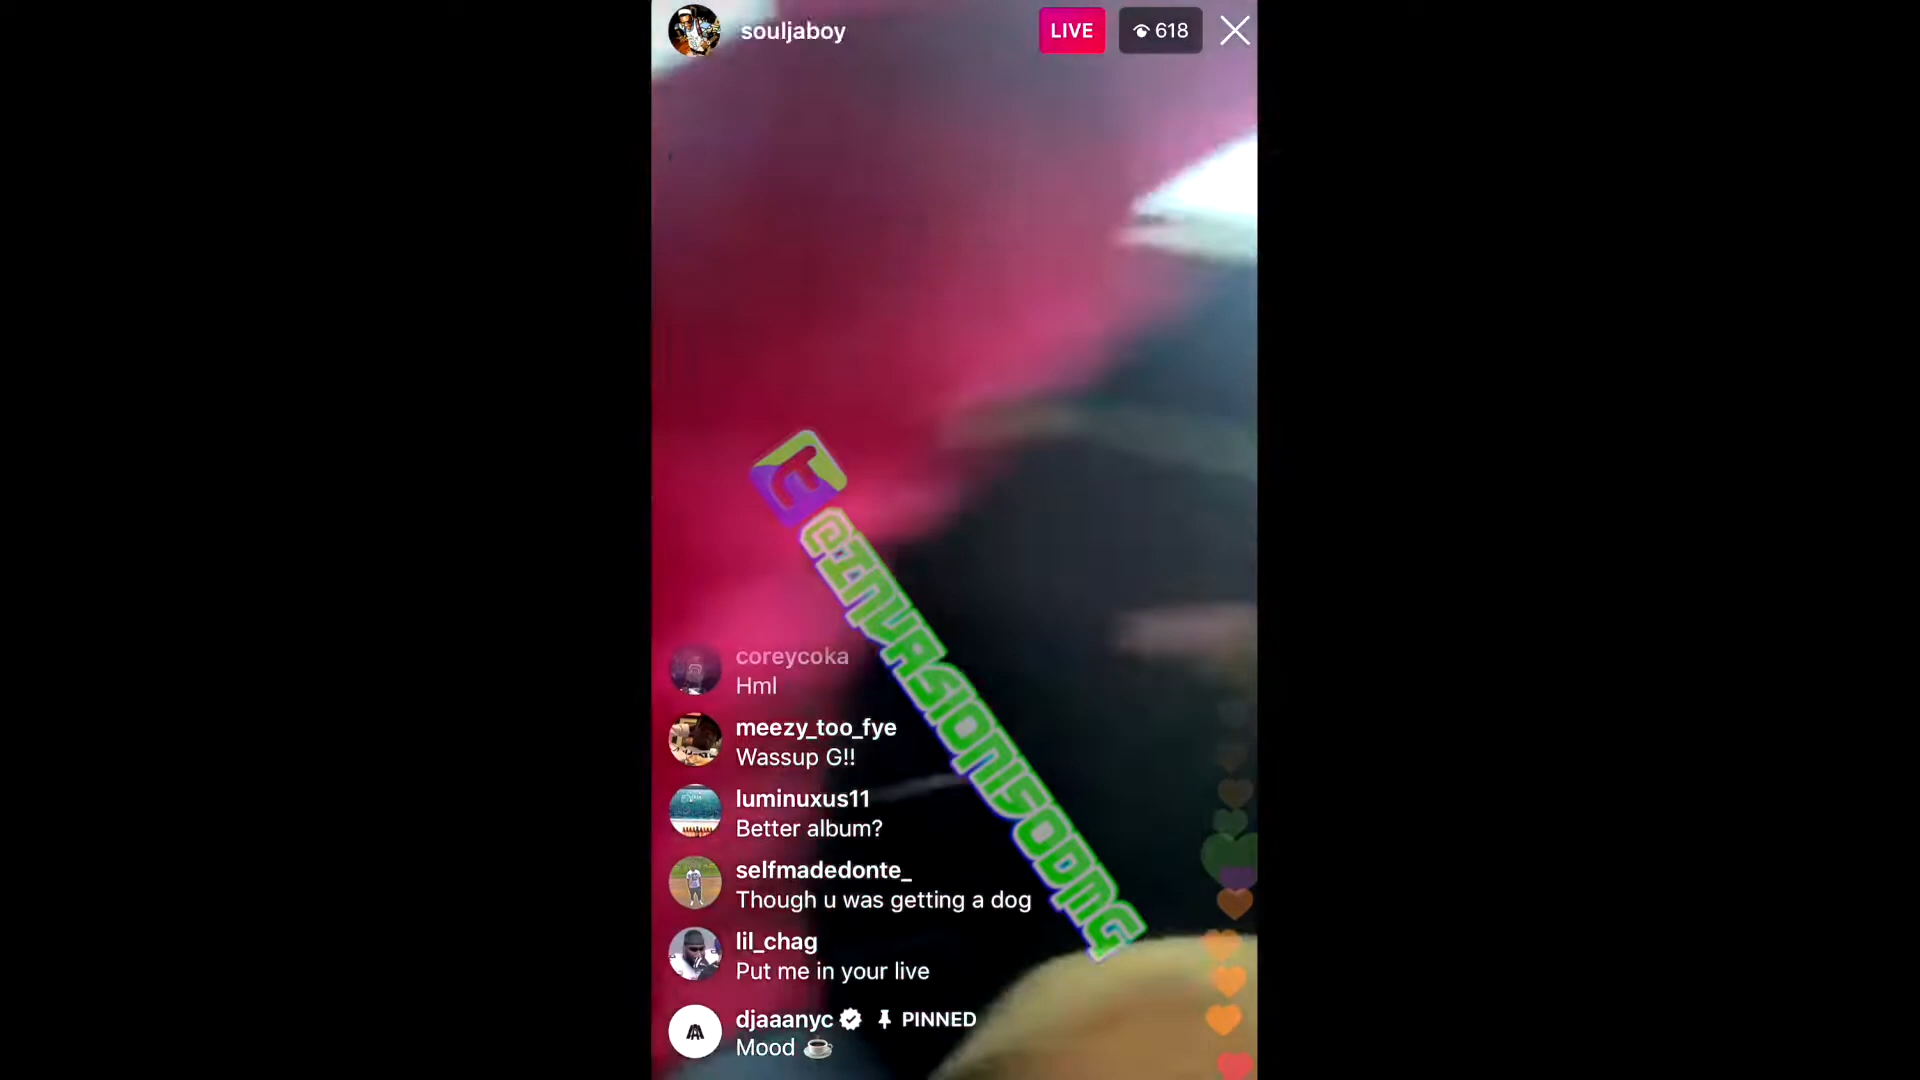 souljaboy
LIVE
618
@INVASIONISODMG
coreycoka
Hml
meezy_too_fye
Wassup G!!
luminuxus11
Better album?
selfmadedonte_
Though u was getting a dog
lil_chag
Put me in your live
djaaanyc PINNED
Mood ☕